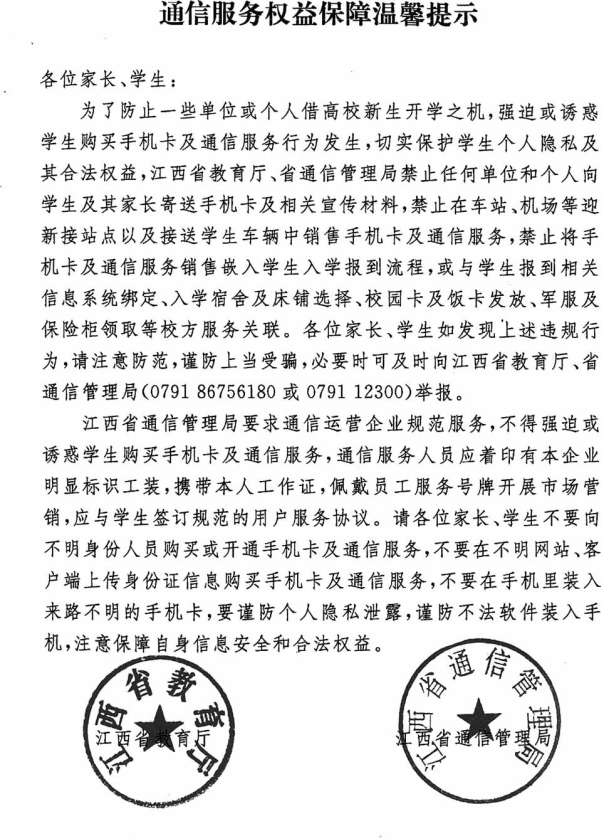 通信服务权益保障温馨提示
各位家长、学生：
为了防止一些单位或个人借高校新生开学之机，强迫或诱惑
学生购买手机卡及通信服务行为发生，切实保护学生个人隐私及
其合法权益，江西省教育厅、省通信管理局禁止任何单位和个人向
学生及其家长寄送手机卡及相关宣传材料，禁止在车站、机场等迎
新接站点以及接送学生车辆中销售手机卡及通信服务，禁止将手
机卡及通信服务销售嵌入学生入学报到流程，或与学生报到相关
信息系统绑定、入学宿舍及床铺选择、校园卡及饭卡发放、军服及
保险柜领取等校方服务关联。各位家长、学生如发现上述违规行
为，请注意防范，谨防上当受骗，必要时可及时向江西省教育厅、省
通信管理局(0791 86756180 或 0791 12300)举报。
江西省通信管理局要求通信运营企业规范服务，不得强迫或
诱惑学生购买手机卡及通信服务，通信服务人员应着印有本企业
明显标识工装，携带本人工作证，佩戴员工服务号牌开展市场营
销，应与学生签订规范的用户服务协议。请各位家长、学生不要向
不明身份人员购买或开通手机卡及通信服务，不要在不明网站、客
户端上传身份证信息购买手机卡及通信服务，不要在手机里装入
来路不明的手机卡，要谨防个人隐私泄露，谨防不法软件装入手
机，注意保障自身信息安全和合法权益。
江西省教育厅
江西省教育厅
江西省通信管理局
江西省通信管理局